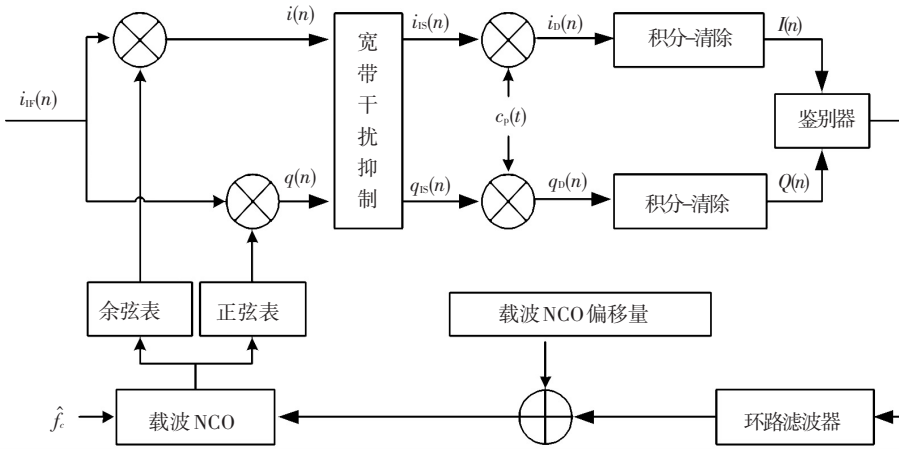 i(n)
i_IS(n)
i_D(n)
积分-清除
I(n)
宽带干扰抑制
i_IF(n)
c_p(t)
鉴别器
q(n)
q_IS(n)
q_D(n)
积分-清除
Q(n)
余弦表
正弦表
载波NCO偏移量
f̂_c
载波NCO
环路滤波器